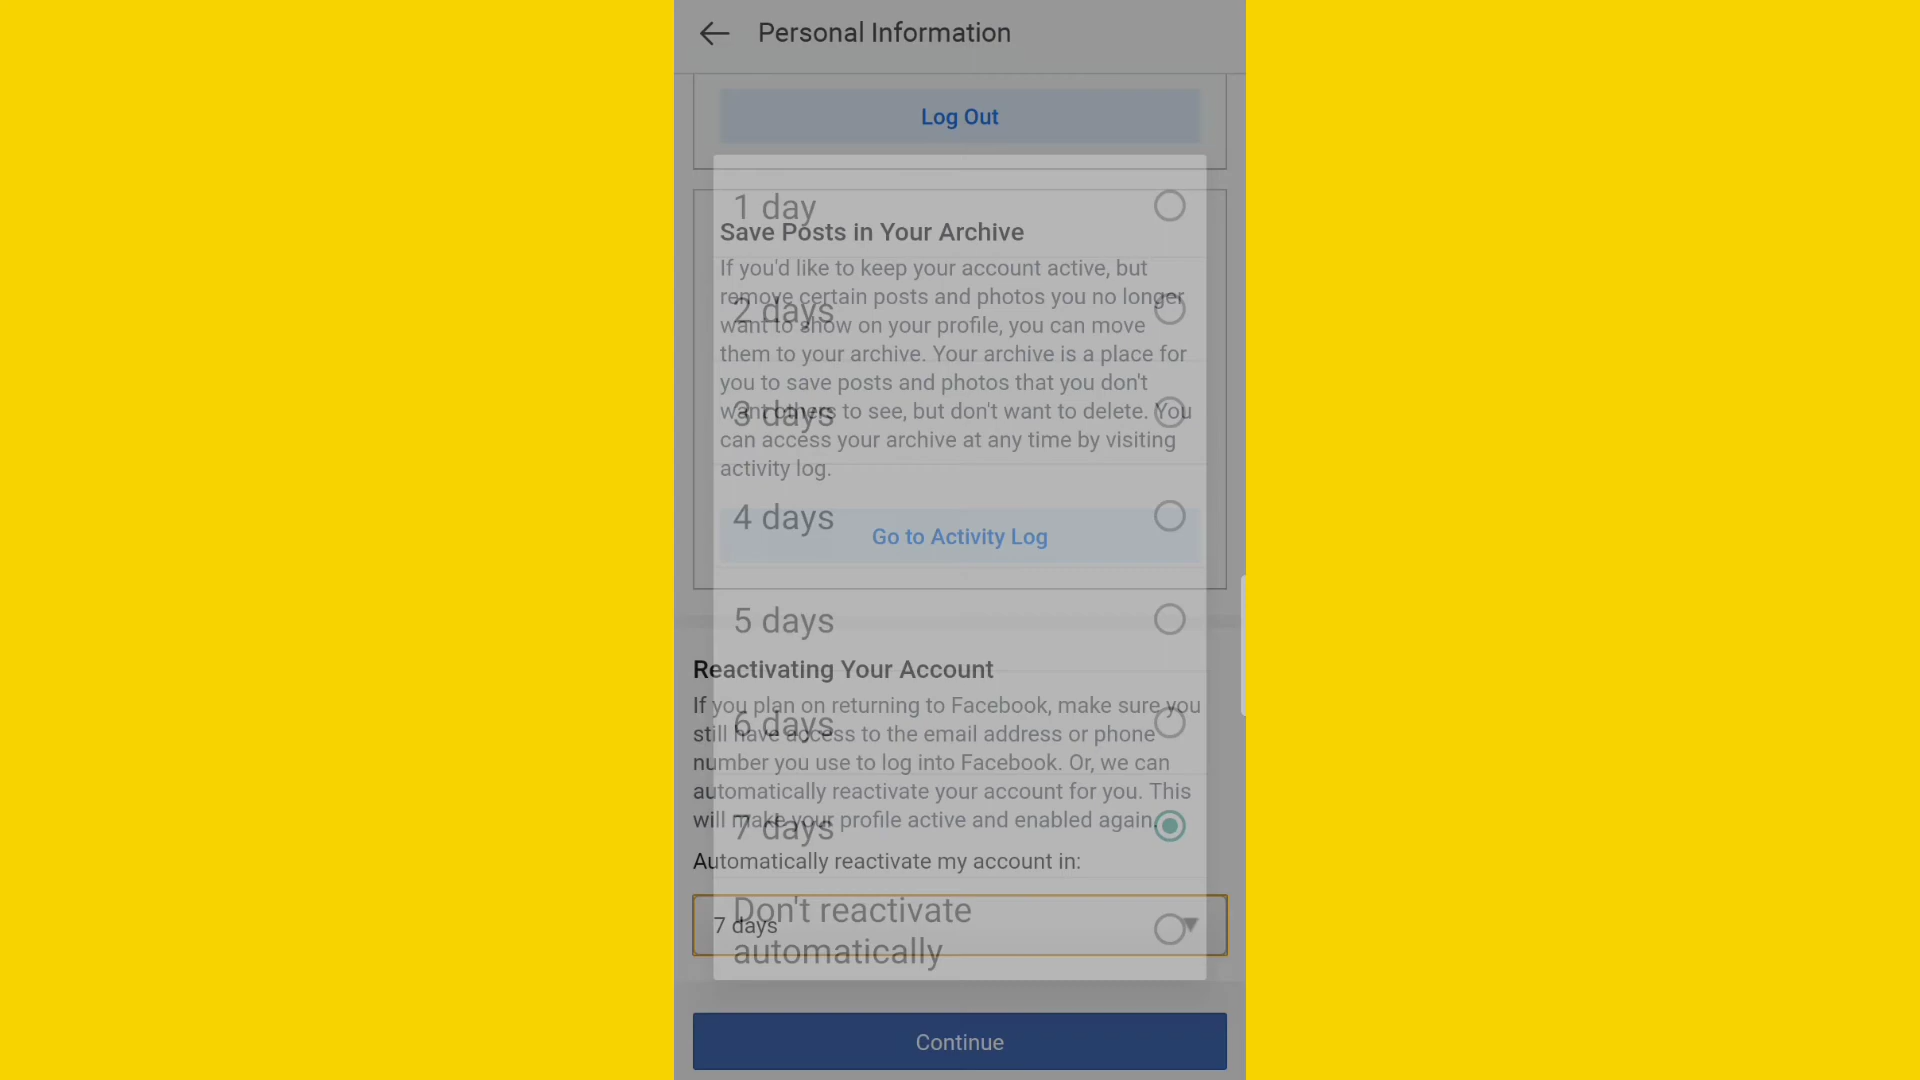 Personal Information
Log Out
1 day
Save Posts in Your Archive
If you'd like to keep your account active, but
remove certain posts and photos you no longer
2 days
want to show on your profile, you can move
them to your archive. Your archive is a place for
you to save posts and photos that you don't
want others to see, but don't want to delete. You
3 days
can access your archive at any time by visiting
activity log.
4 days
Go to Activity Log
5 days
Reactivating Your Account
If you plan on returning to Facebook, make sure you
6 days
still have access to the email address or phone
number you use to log into Facebook. Or, we can
automatically reactivate your account for you. This
will make your profile active and enabled again.
7 days
Automatically reactivate my account in:
Don't reactivate
7 days
automatically
Continue